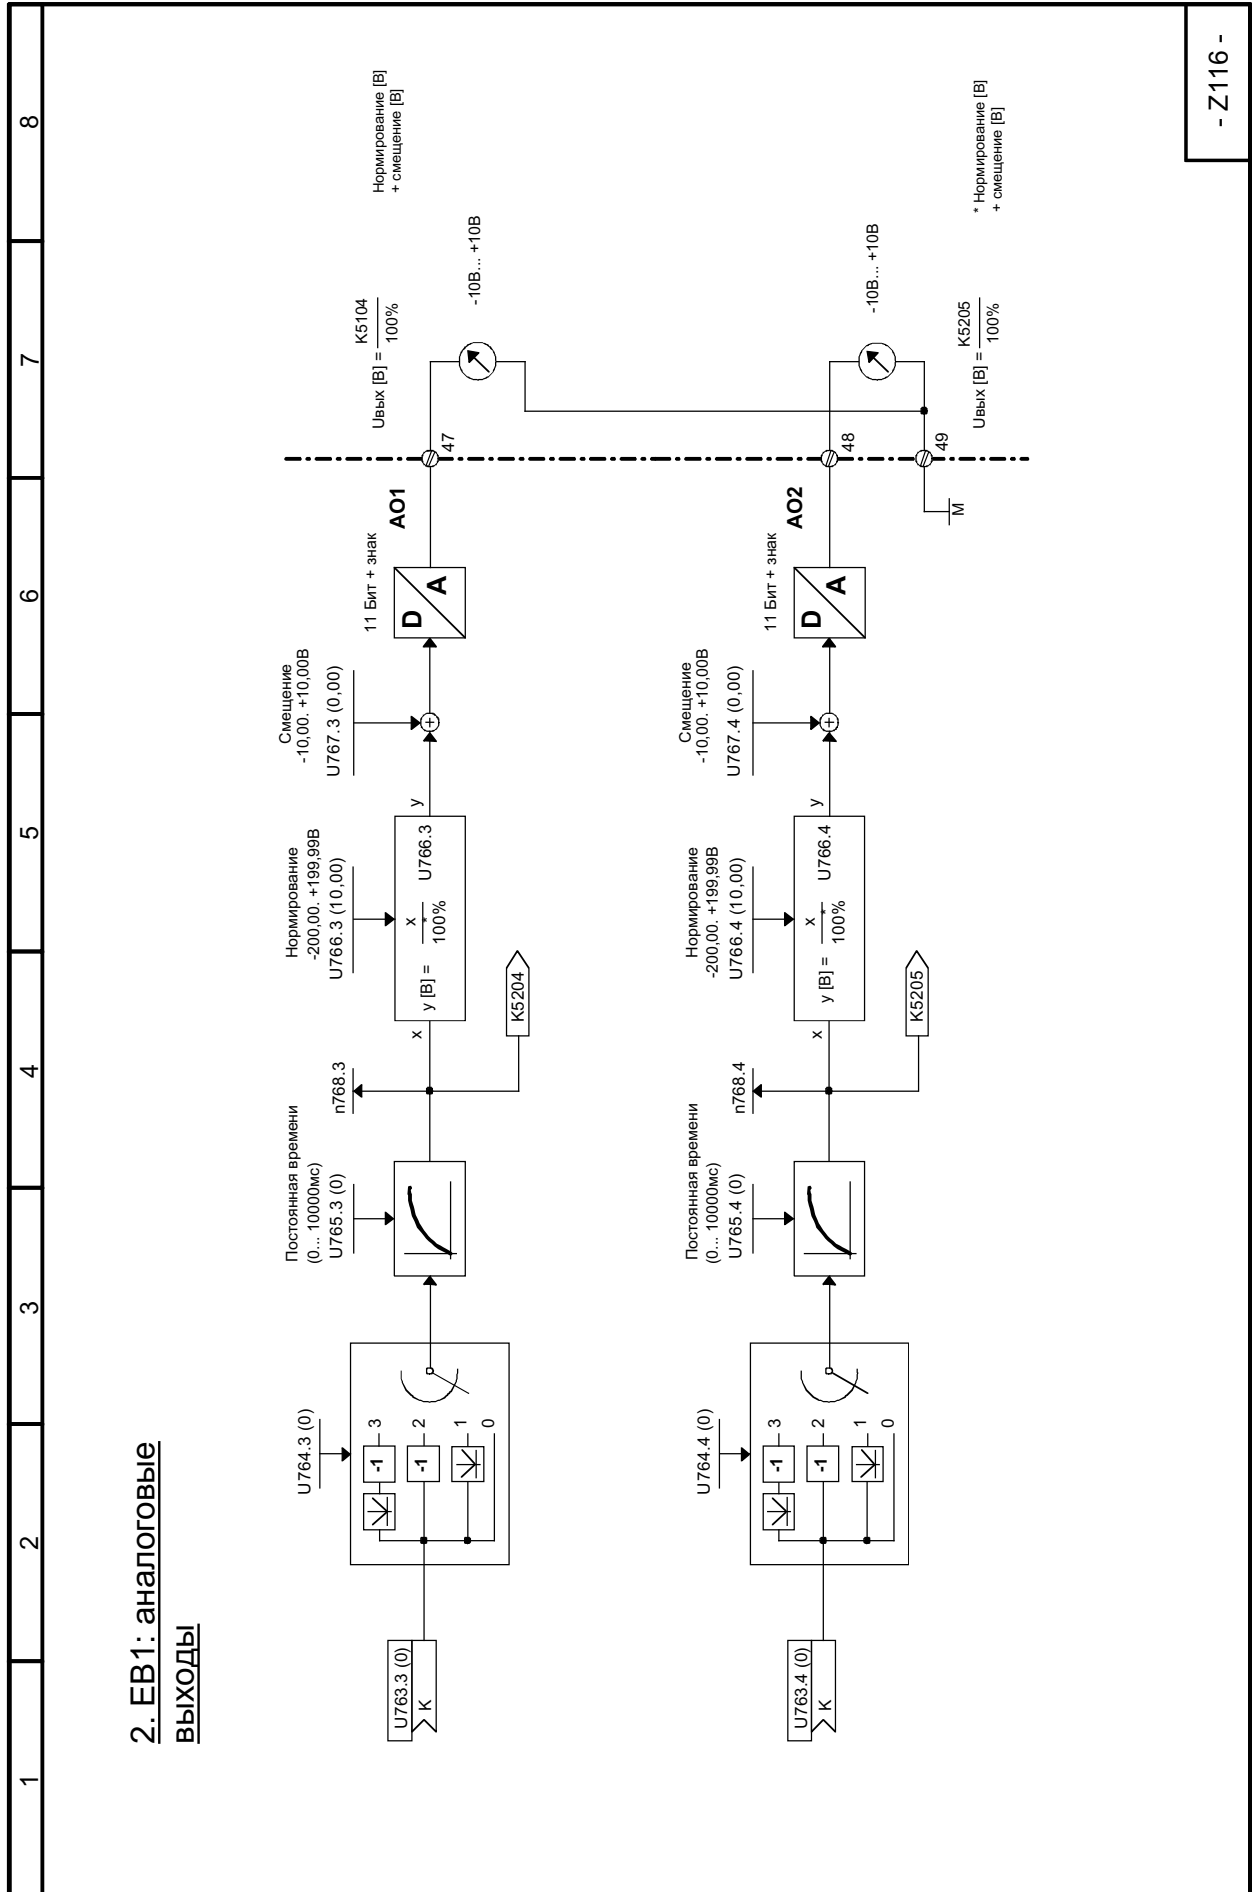 1
2
3
4
5
6
7
8
2. EB1: аналоговые
выходы
U763.3 (0)
K
U764.3 (0)
-1
3
-1
2
1
0
Постоянная времени
(0... 10000мс)
U765.3 (0)
n768.3
K5204
Нормирование
-200,00. +199,99В
U766.3 (10,00)
x
y [В] =
x
*
100%
U766.3
y
Смещение
-10,00. +10,00В
U767.3 (0,00)
+
11 Бит + знак
D
A
AO1
47
Uвых [В] =
K5104
100%
Нормирование [В]
+ смещение [В]
-10В... +10В
U763.4 (0)
K
U764.4 (0)
-1
3
-1
2
1
0
Постоянная времени
(0... 10000мс)
U765.4 (0)
n768.4
K5205
Нормирование
-200,00. +199,99В
U766.4 (10,00)
x
y [В] =
x
*
100%
U766.4
y
Смещение
-10,00. +10,00В
U767.4 (0,00)
+
11 Бит + знак
D
A
AO2
48
-10В... +10В
49
M
Uвых [В] =
K5205
100%
* Нормирование [В]
+ смещение [В]
- Z116 -